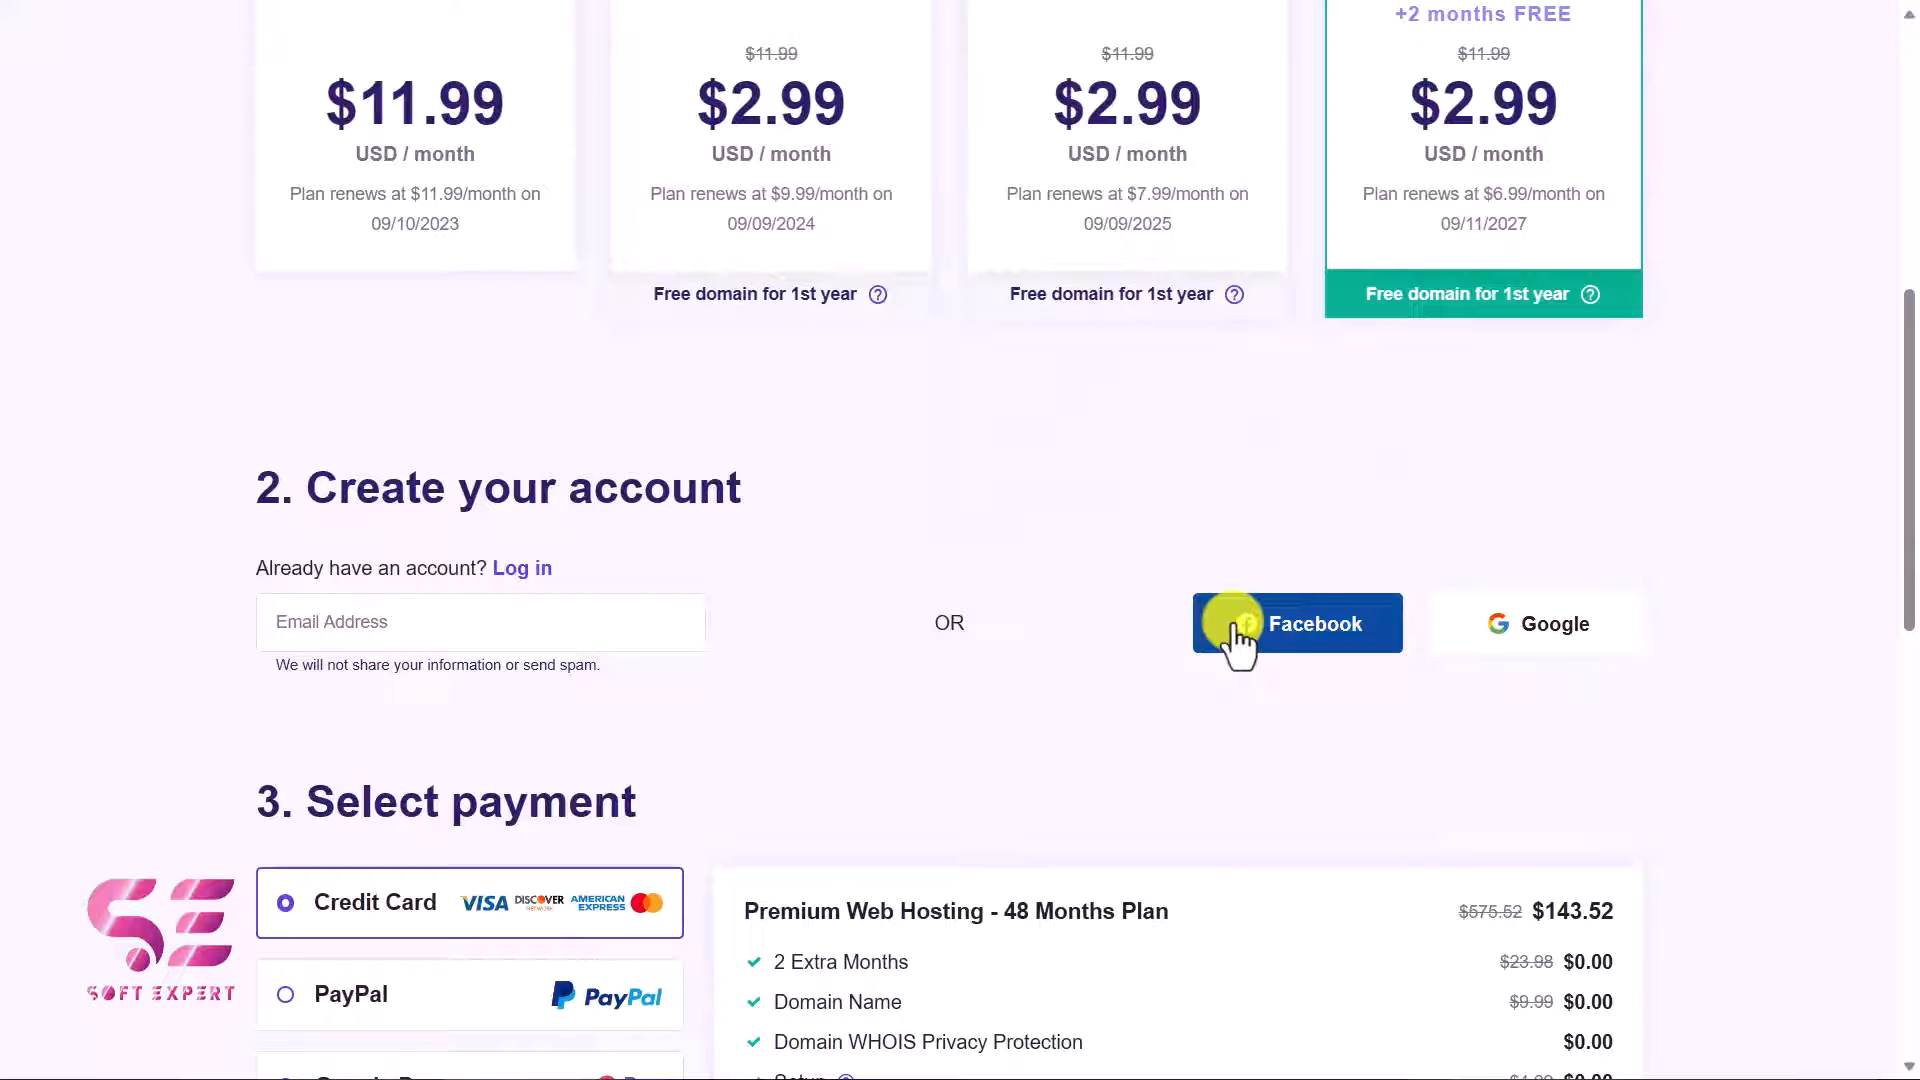 +2 months FREE
$11.99 $11.99 $11.99
$11.99 $2.99 $2.99 $2.99
USD / month USD / month USD / month USD / month
Plan renews at $11.99/month on Plan renews at $9.99/month on Plan renews at $7.99/month on Plan renews at $6.99/month on
09/10/2023 09/09/2024 09/09/2025 09/11/2027
Free domain for 1st year ? Free domain for 1st year ? Free domain for 1st year ?
2. Create your account
Already have an account? Log in
Email Address OR Facebook Google
We will not share your information or send spam.
3. Select payment
Credit Card VISA DISCOVER NETWORK AMERICAN EXPRESS
Premium Web Hosting - 48 Months Plan $575.52 $143.52
2 Extra Months $23.98 $0.00
PayPal PayPal
Domain Name $9.99 $0.00
Domain WHOIS Privacy Protection $0.00
SE
SOFT EXPERT